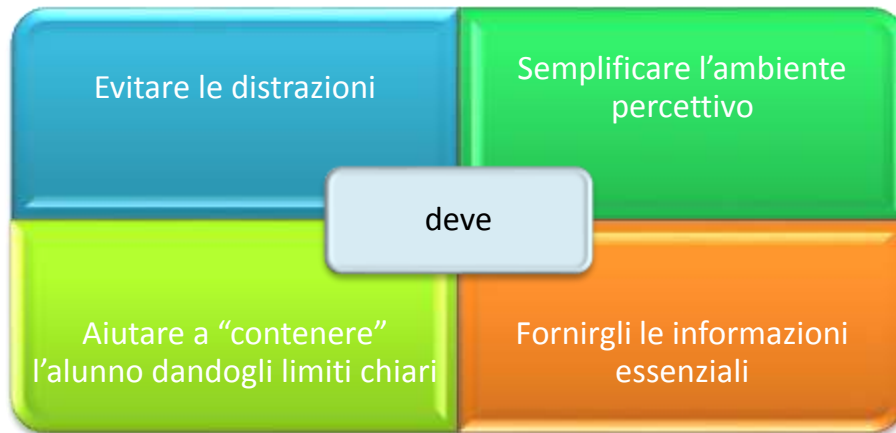 Evitare le distrazioni
Semplificare l’ambiente
percettivo
deve
Aiutare a “contenere”
l’alunno dandogli limiti chiari
Fornirgli le informazioni
essenziali